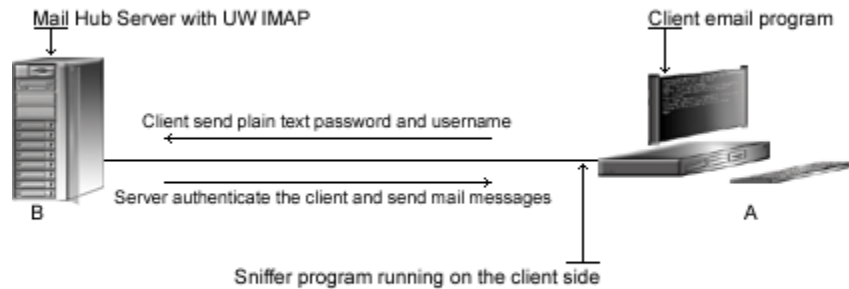 Mail Hub Server with UW IMAP
Client email program
Client send plain text password and username
Server authenticate the client and send mail messages
B
A
Sniffer program running on the client side